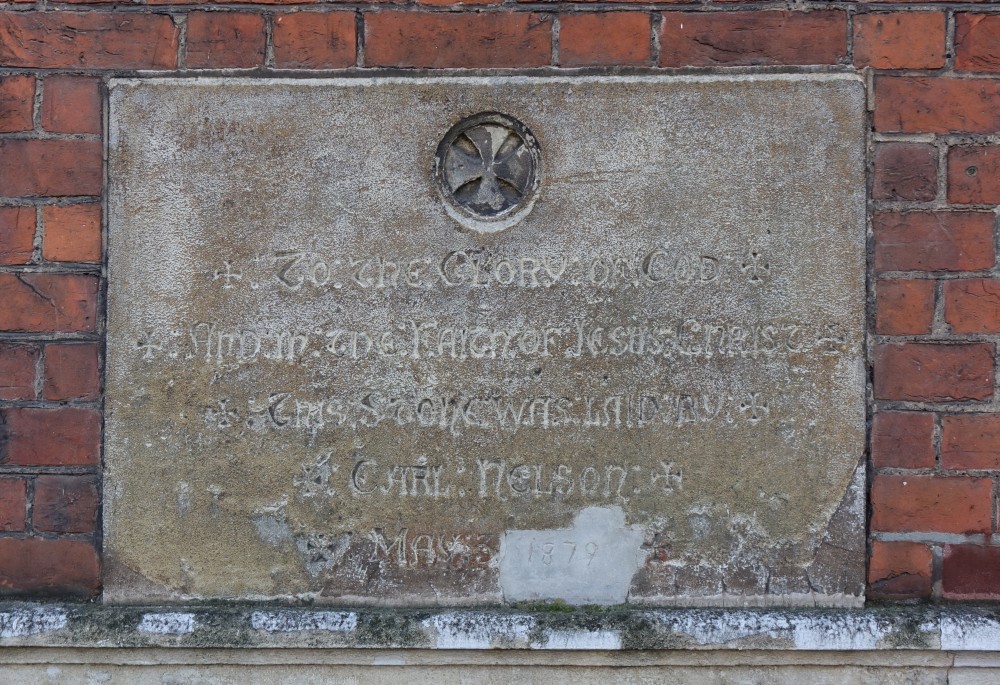 To the Glory of God
And in the Faith of Jesus Christ
This Stone was laid by
Earl Nelson
May 1879